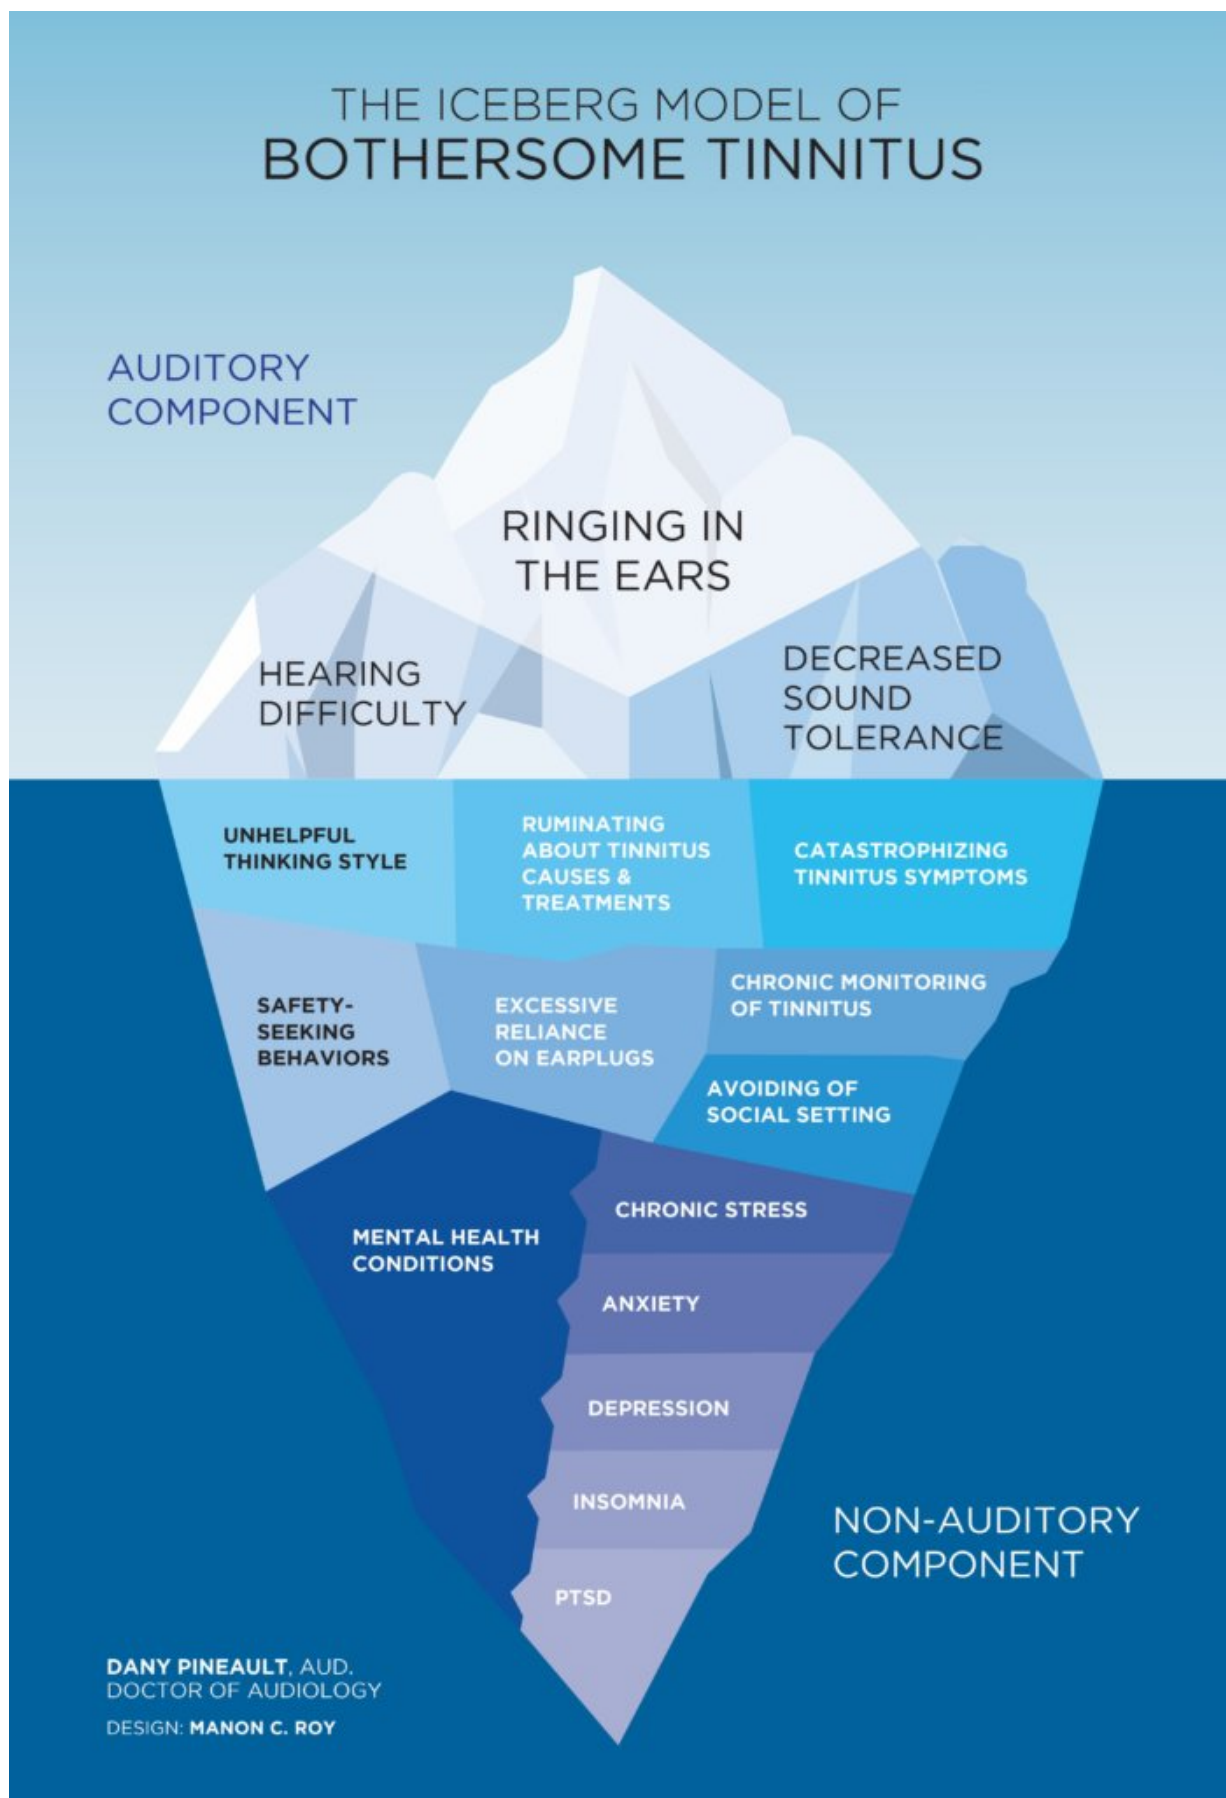 THE ICEBERG MODEL OF
BOTHERSOME TINNITUS
AUDITORY
COMPONENT
RINGING IN
THE EARS
HEARING
DIFFICULTY
DECREASED
SOUND
TOLERANCE
UNHELPFUL
THINKING STYLE
RUMINATING
ABOUT TINNITUS
CAUSES &
TREATMENTS
CATASTROPHIZING
TINNITUS SYMPTOMS
SAFETY-
SEEKING
BEHAVIORS
EXCESSIVE
RELIANCE
ON EARPLUGS
CHRONIC MONITORING
OF TINNITUS
AVOIDING OF
SOCIAL SETTING
MENTAL HEALTH
CONDITIONS
CHRONIC STRESS
ANXIETY
DEPRESSION
INSOMNIA
PTSD
NON-AUDITORY
COMPONENT
DANY PINEAULT, AUD.
DOCTOR OF AUDIOLOGY
DESIGN: MANON C. ROY